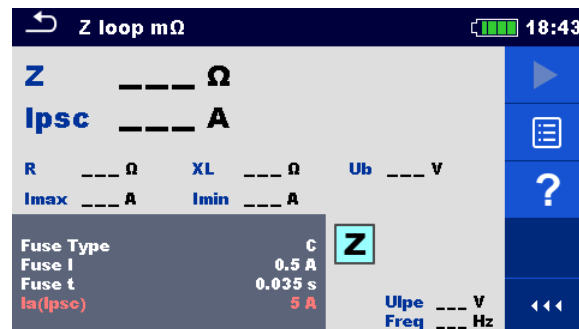 Z loop mΩ 18:43
Z ___ Ω
Ipsc ___ A
R ___ Ω XL ___ Ω Ub ___ V
Imax ___ A Imin ___ A
?
Fuse Type C
Fuse I 0.5 A
Fuse t 0.035 s
Ia(Ipsc) 5 A
Z
Ulpe ___ V
Freq ___ Hz